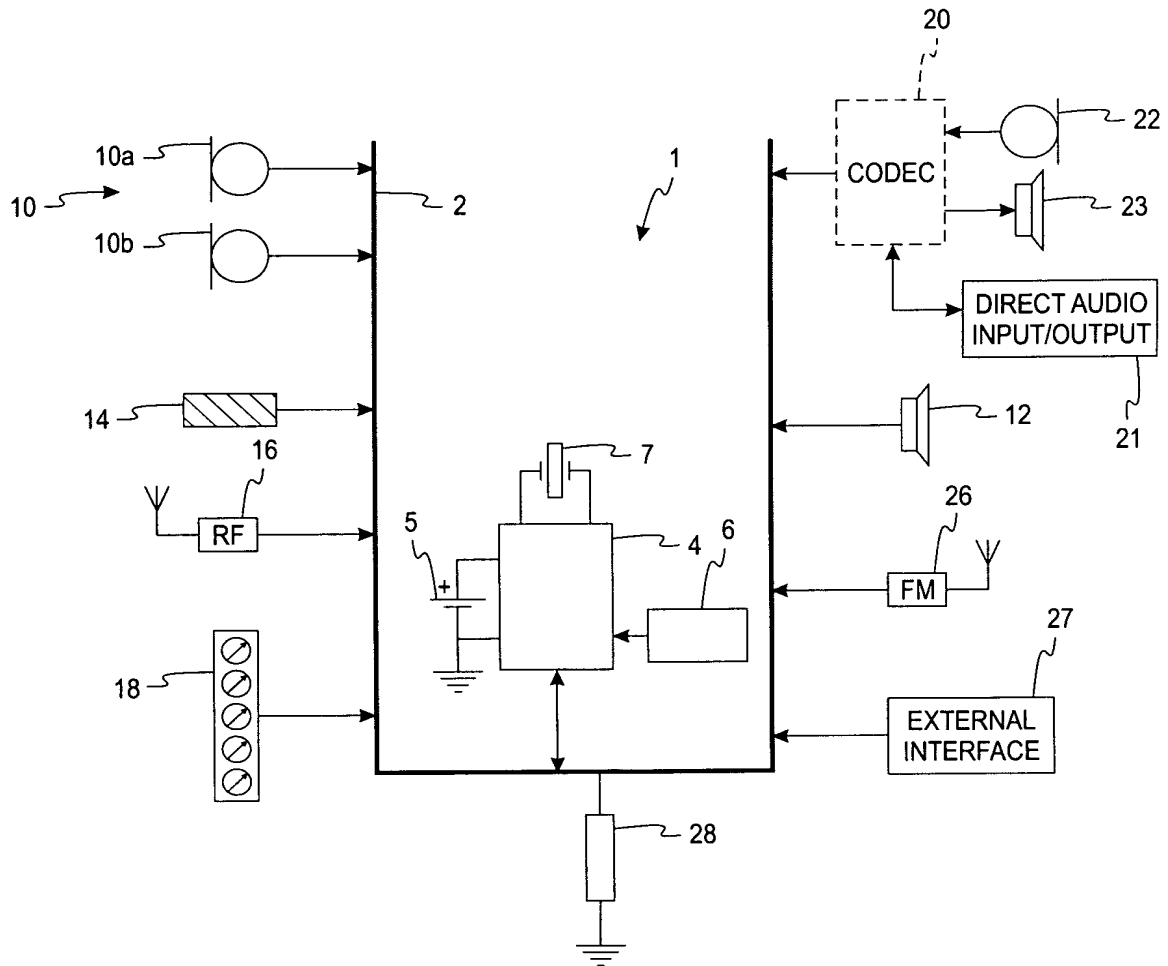 20
10a
22
1
CODEC
10
2
23
10b
DIRECT AUDIO
INPUT/OUTPUT
14
12
21
16
7
RF
26
5
4
6
+
FM
27
18
EXTERNAL
INTERFACE
28